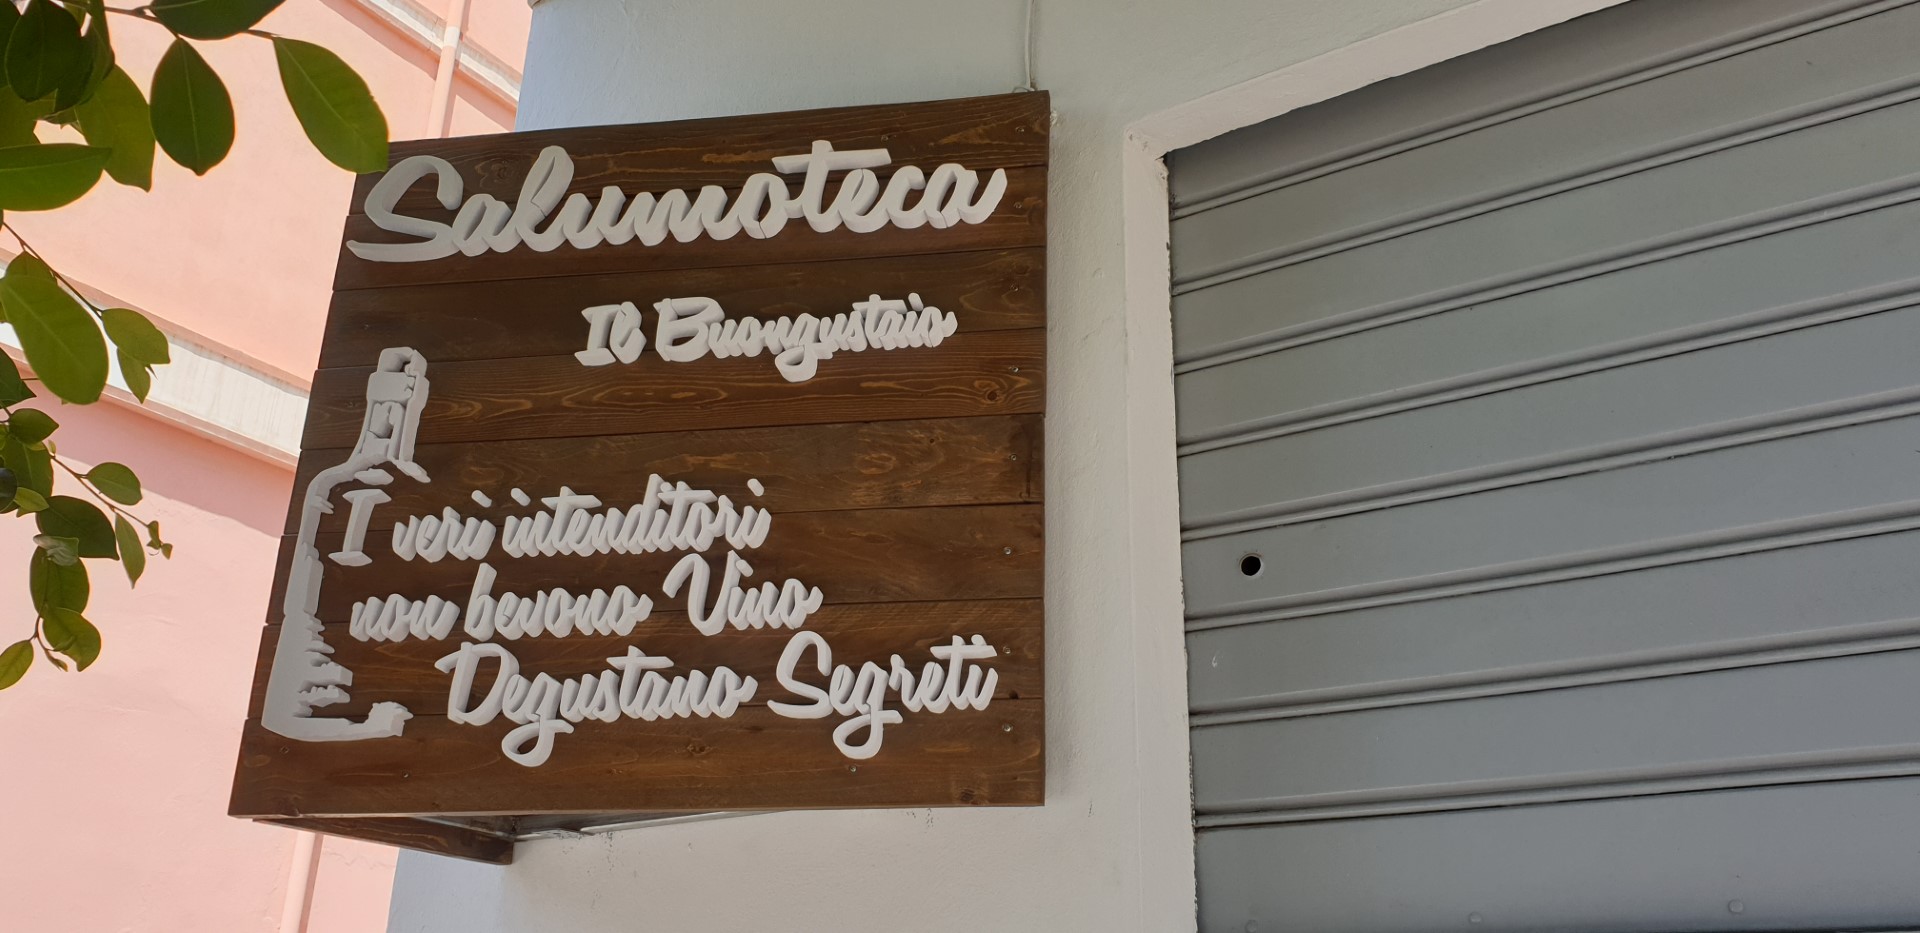 Salumoteca
Il Buongustaio
I veri intenditori
non bevono Vino
Degustano Segreti